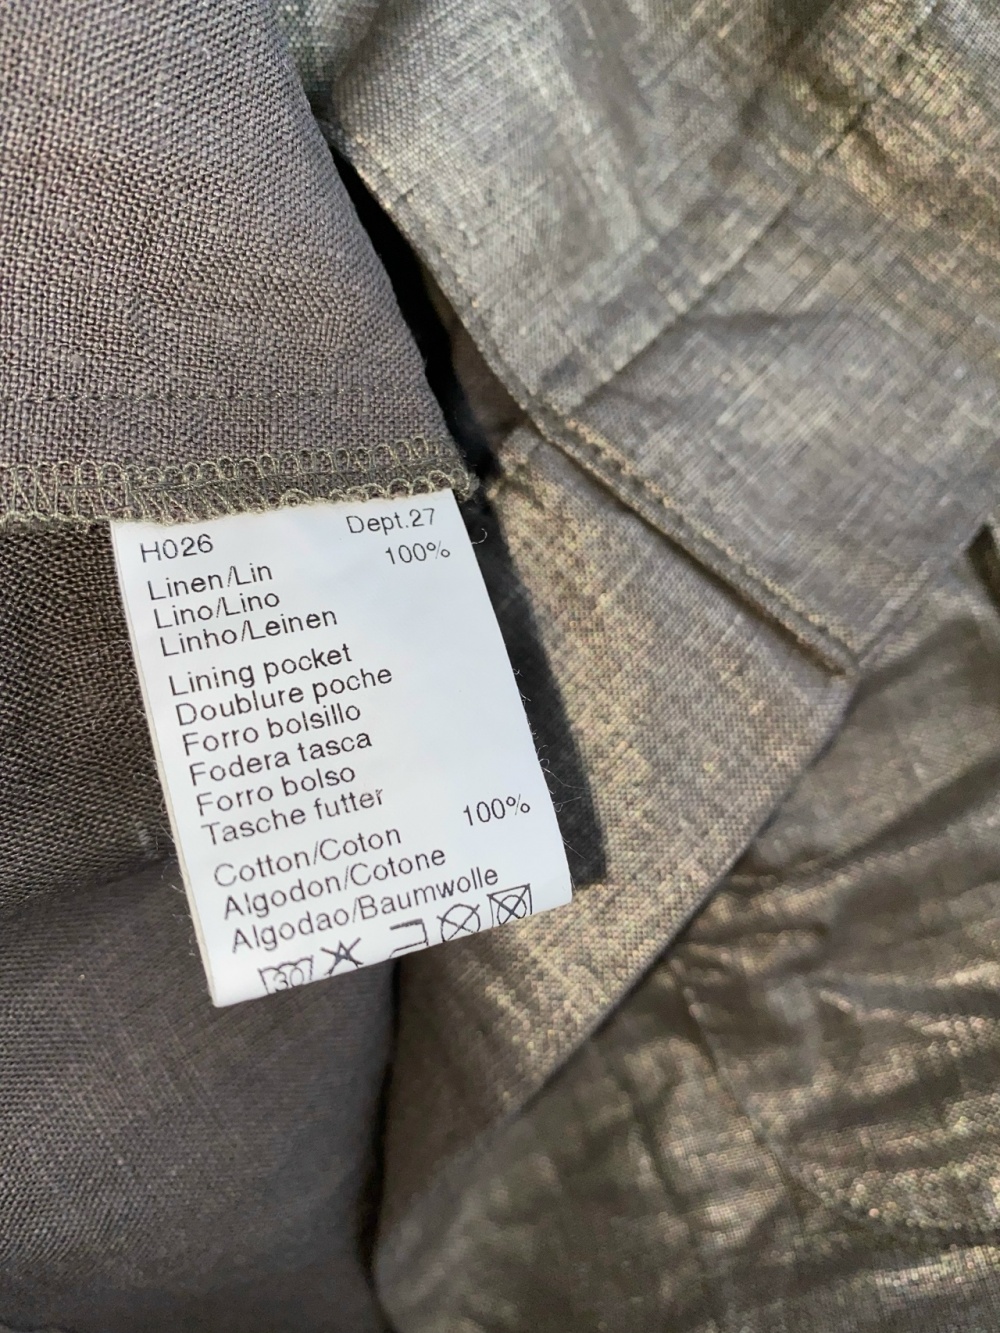 H026 Dept.27
Linen/Lin 100%
Lino/Lino
Linho/Leinen
Lining pocket
Doublure poche
Forro bolsillo
Fodera tasca
Forro bolso
Tasche futter
Cotton/Coton 100%
Algodon/Cotone
Algodao/Baumwolle
30